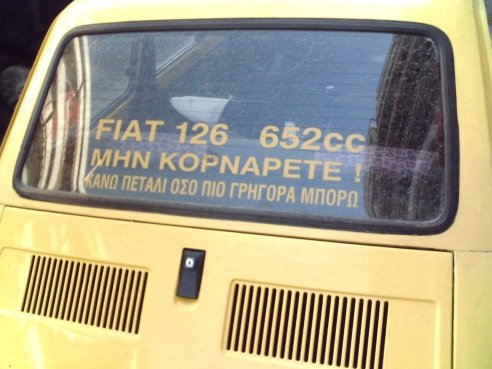 FIAT 126 652cc
ΜΗΝ ΚΟΡΝΑΡΕΤΕ !
ΚΑΝΩ ΠΕΤΑΛΙ ΟΣΟ ΠΙΟ ΓΡΗΓΟΡΑ ΜΠΟΡΩ